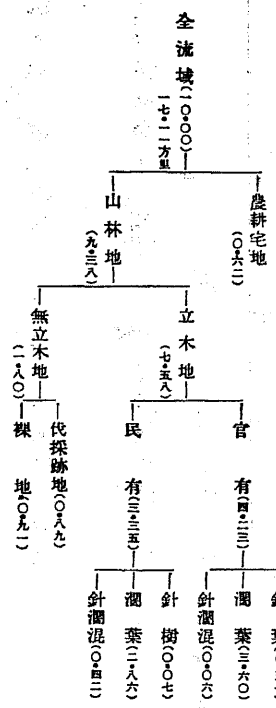 全流域(一〇・〇〇)
一七・一一方里
農耕宅地
(〇・六二)
山林地
(九・三八)
立木地
(七・五八)
無立木地
(一・八〇)
官有(四・二三)
民有(三・三五)
伐採跡地(〇・八九)
裸地(〇・九一)
濶葉(三・六〇)
針濶混(〇・〇六)
針樹(〇・〇七)
濶葉(二・八六)
針濶混(〇・四二)